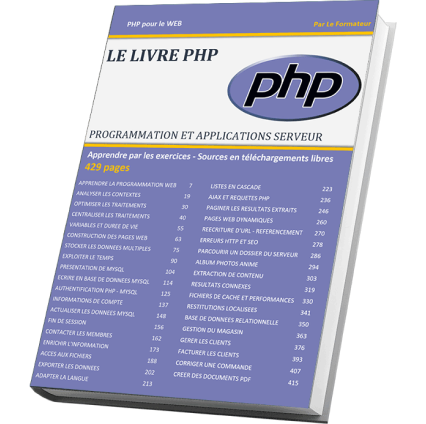 PHP pour le WEB
Par Le Formateur
LE LIVRE PHP
php
PROGRAMMATION ET APPLICATIONS SERVEUR
Apprendre par les exercices - Sources en téléchargements libres
429 pages
APPRENDRE LA PROGRAMMATION WEB 7
ANALYSER LES CONTEXTES 19
OPTIMISER LES TRAITEMENTS 30
CENTRALISER LES TRAITEMENTS 40
VARIABLES ET DUREE DE VIE 55
CONSTRUCTION DES PAGES WEB 63
STOCKER LES DONNEES MULTIPLES 75
EXPLOITER LE TEMPS 90
PRESENTATION DE MYSQL 104
ECRIRE EN BASE DE DONNEES MYSQL 114
AUTHENTIFICATION PHP - MYSQL 125
INFORMATIONS DE COMPTE 137
ACTUALISER LES DONNEES MYSQL 148
FIN DE SESSION 156
CONTACTER LES MEMBRES 162
ENRICHIR L'INFORMATION 173
ACCES AUX FICHIERS 188
EXPORTER LES DONNEES 202
ADAPTER LA LANGUE 213
LISTES EN CASCADE 223
AJAX ET REQUETES PHP 236
PAGINER LES RESULTATS EXTRAITS 246
PAGES WEB DYNAMIQUES 260
REECRITURE D'URL - REFERENCEMENT 270
ERREURS HTTP ET SEO 278
PARCOURIR UN DOSSIER DU SERVEUR 286
ALBUM PHOTOS ANIME 294
EXTRACTION DE CONTENU 303
RESULTATS CONNEXES 319
FICHIERS DE CACHE ET PERFORMANCES 330
RESTITUTIONS LOCALISEES 341
BASE DE DONNEES RELATIONNELLE 350
GESTION DU MAGASIN 363
GERER LES CLIENTS 376
FACTURER LES CLIENTS 393
CORRIGER UNE COMMANDE 407
CREER DES DOCUMENTS PDF 415